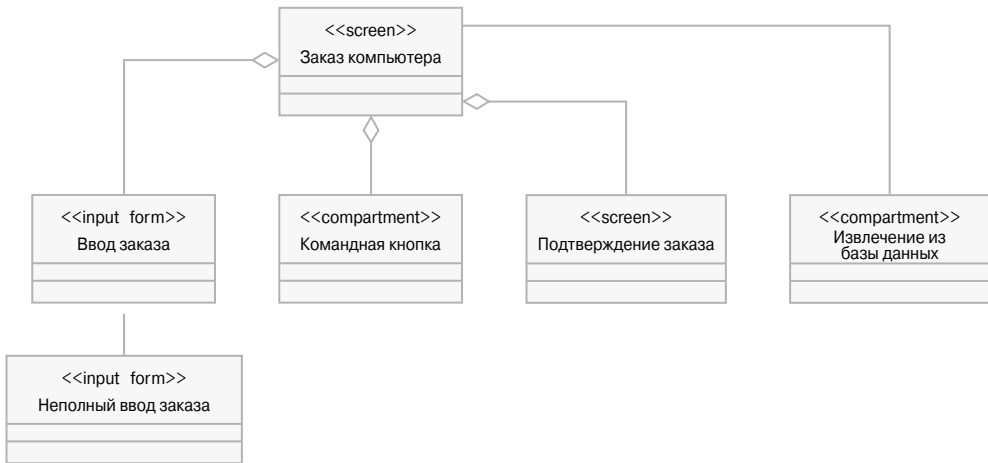 <<screen>>
Заказ компьютера
<<input form>>
Ввод заказа
<<compartment>>
Командная кнопка
<<screen>>
Подтверждение заказа
<<compartment>>
Извлечение из
базы данных
<<input form>>
Неполный ввод заказа